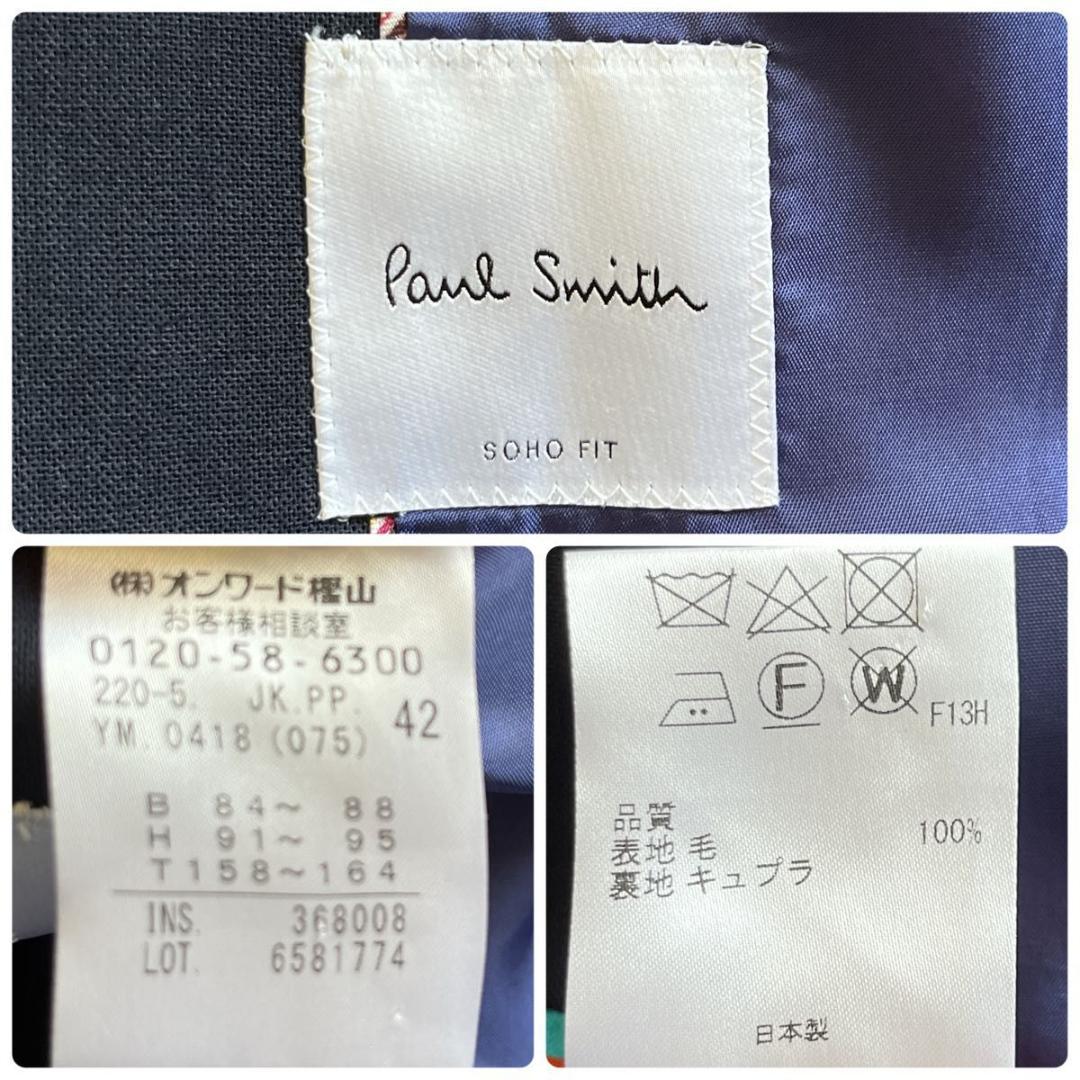 Paul Smith
SOHO FIT
(株)オンワード樫山
お客様相談室
0120-58-6300
220-5. JK.PP. 42
YM. 0418 (075)
B 84~ 88
H 91~ 95
T158~164
INS. 368008
LOT. 6581774
F
W
F13H
品質
表地 毛 100%
裏地 キュプラ
日本製